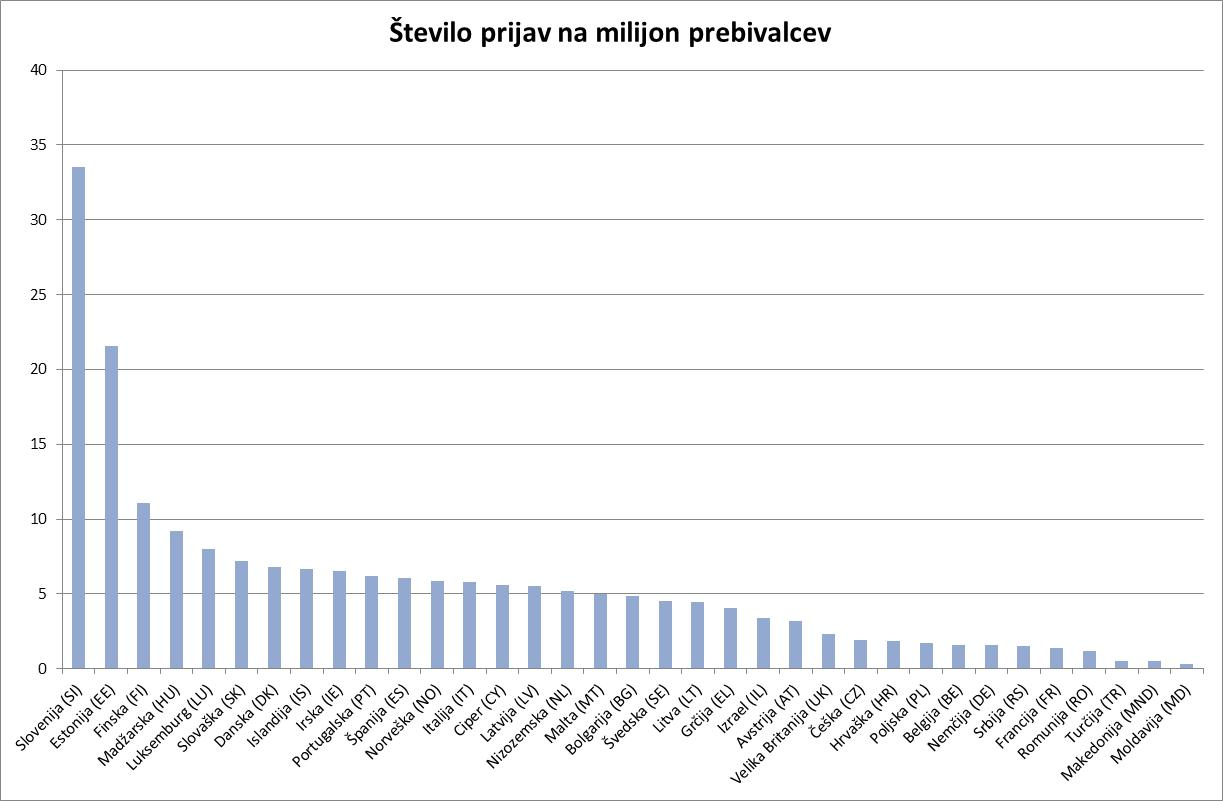 Število prijav na milijon prebivalcev
40
35
30
25
20
15
10
5
0
Slovenija (SI)
Estonija (EE)
Finska (FI)
Madžarska (HU)
Luksemburg (LU)
Slovaška (SK)
Danska (DK)
Islandija (IS)
Irska (IE)
Portugalska (PT)
Španija (ES)
Norveška (NO)
Italija (IT)
Ciper (CY)
Latvija (LV)
Nizozemska (NL)
Malta (MT)
Bolganija (BG)
Švedska (SE)
Litva (LT)
Grčija (EL)
Izrael (IL)
Avstrija (AT)
Velika Britanija (UK)
Češka (CZ)
Hrvaška (HR)
Poljska (PL)
Belgija (BE)
Nemčija (DE)
Srbija (RS)
Francija (FR)
Romunija (RO)
Turčija (TR)
Makedonija (MND)
Moldavija (MD)